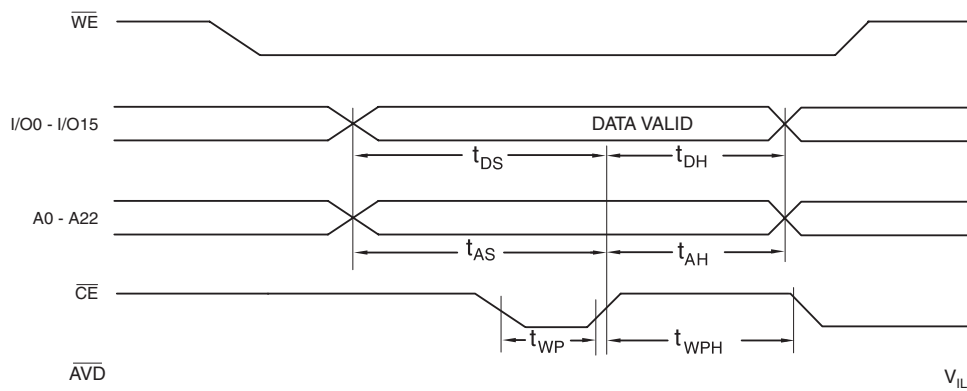 WE
I/O0 - I/O15
DATA VALID
tDS
tDH
A0 - A22
tAS
tAH
CE
tWP
tWPH
AVD
VIL